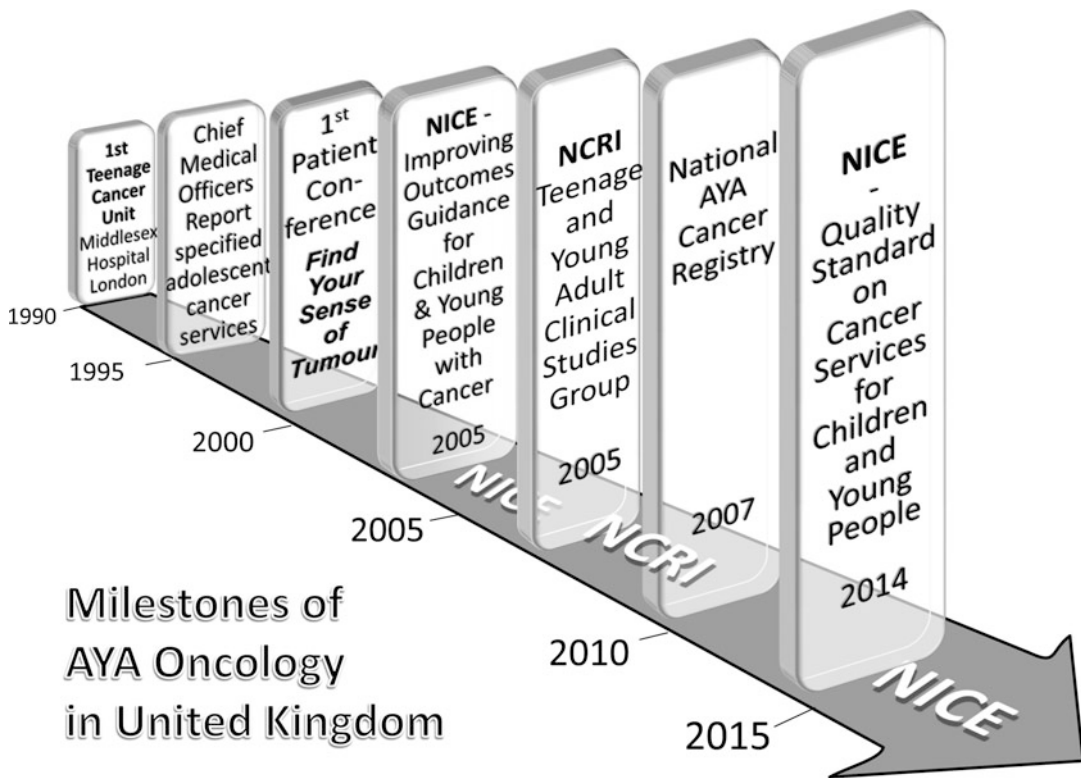 1st
Teenage
Cancer
Unit
Middlesex
Hospital
London
Chief
Medical
Officers
Report
specified
adolescent
cancer
services
1st
Patient
Con-
ference
Find
Your
Sense
of
Tumour
NICE -
Improving
Outcomes
Guidance
for
Children
& Young
People
with
Cancer
2005
NCRI
Teenage
and
Young
Adult
Clinical
Studies
Group
2005
National
AYA
Cancer
Registry
2007
NICE
-
Quality
Standard
on
Cancer
Services
for
Children
and
Young
People
2014
1990
1995
2000
2005
2010
2015
NICE
NCRI
NICE
Milestones of
AYA Oncology
in United Kingdom